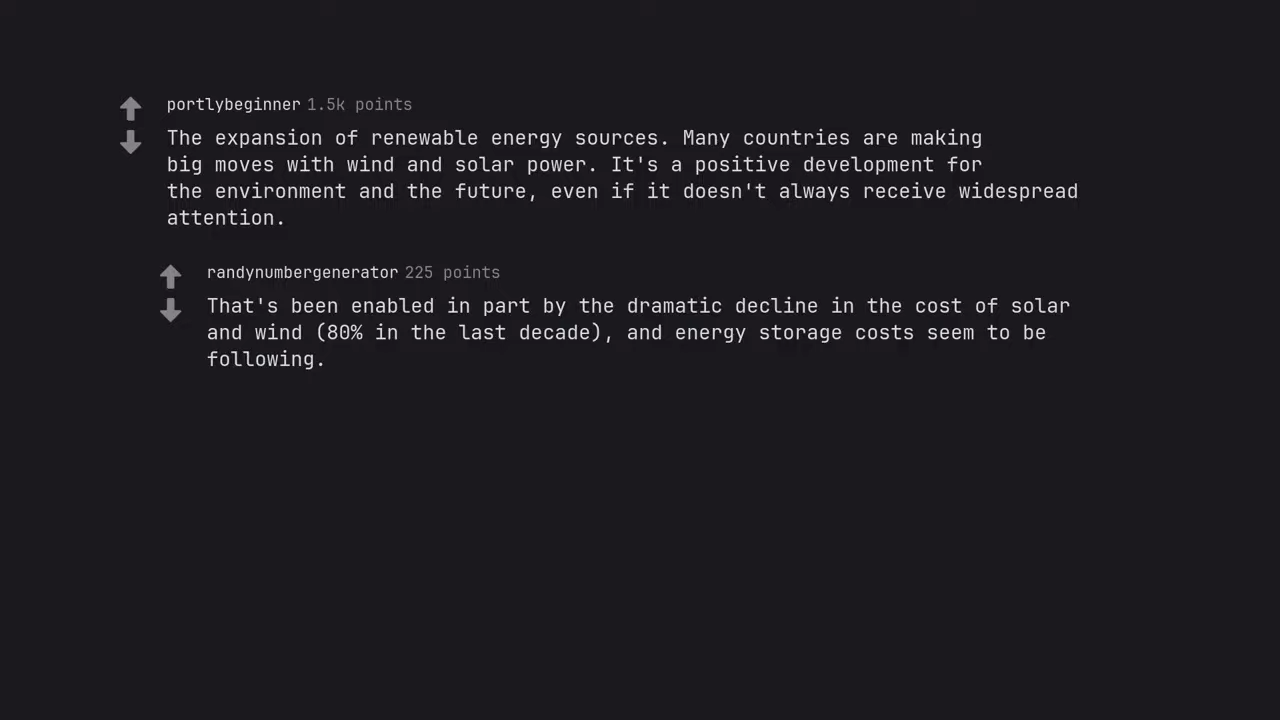 portlybeginner 1.5k points
The expansion of renewable energy sources. Many countries are making
big moves with wind and solar power. It's a positive development for
the environment and the future, even if it doesn't always receive widespread
attention.
randynumbergenerator 225 points
That's been enabled in part by the dramatic decline in the cost of solar
and wind (80% in the last decade), and energy storage costs seem to be
following.